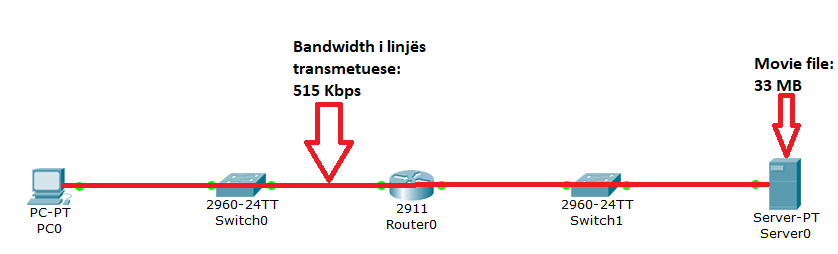 Bandwidth i linjës
transmetuese:
515 Kbps
Movie file:
33 MB
PC-PT
PC0
2960-24TT
Switch0
2911
Router0
2960-24TT
Switch1
Server-PT
Server0